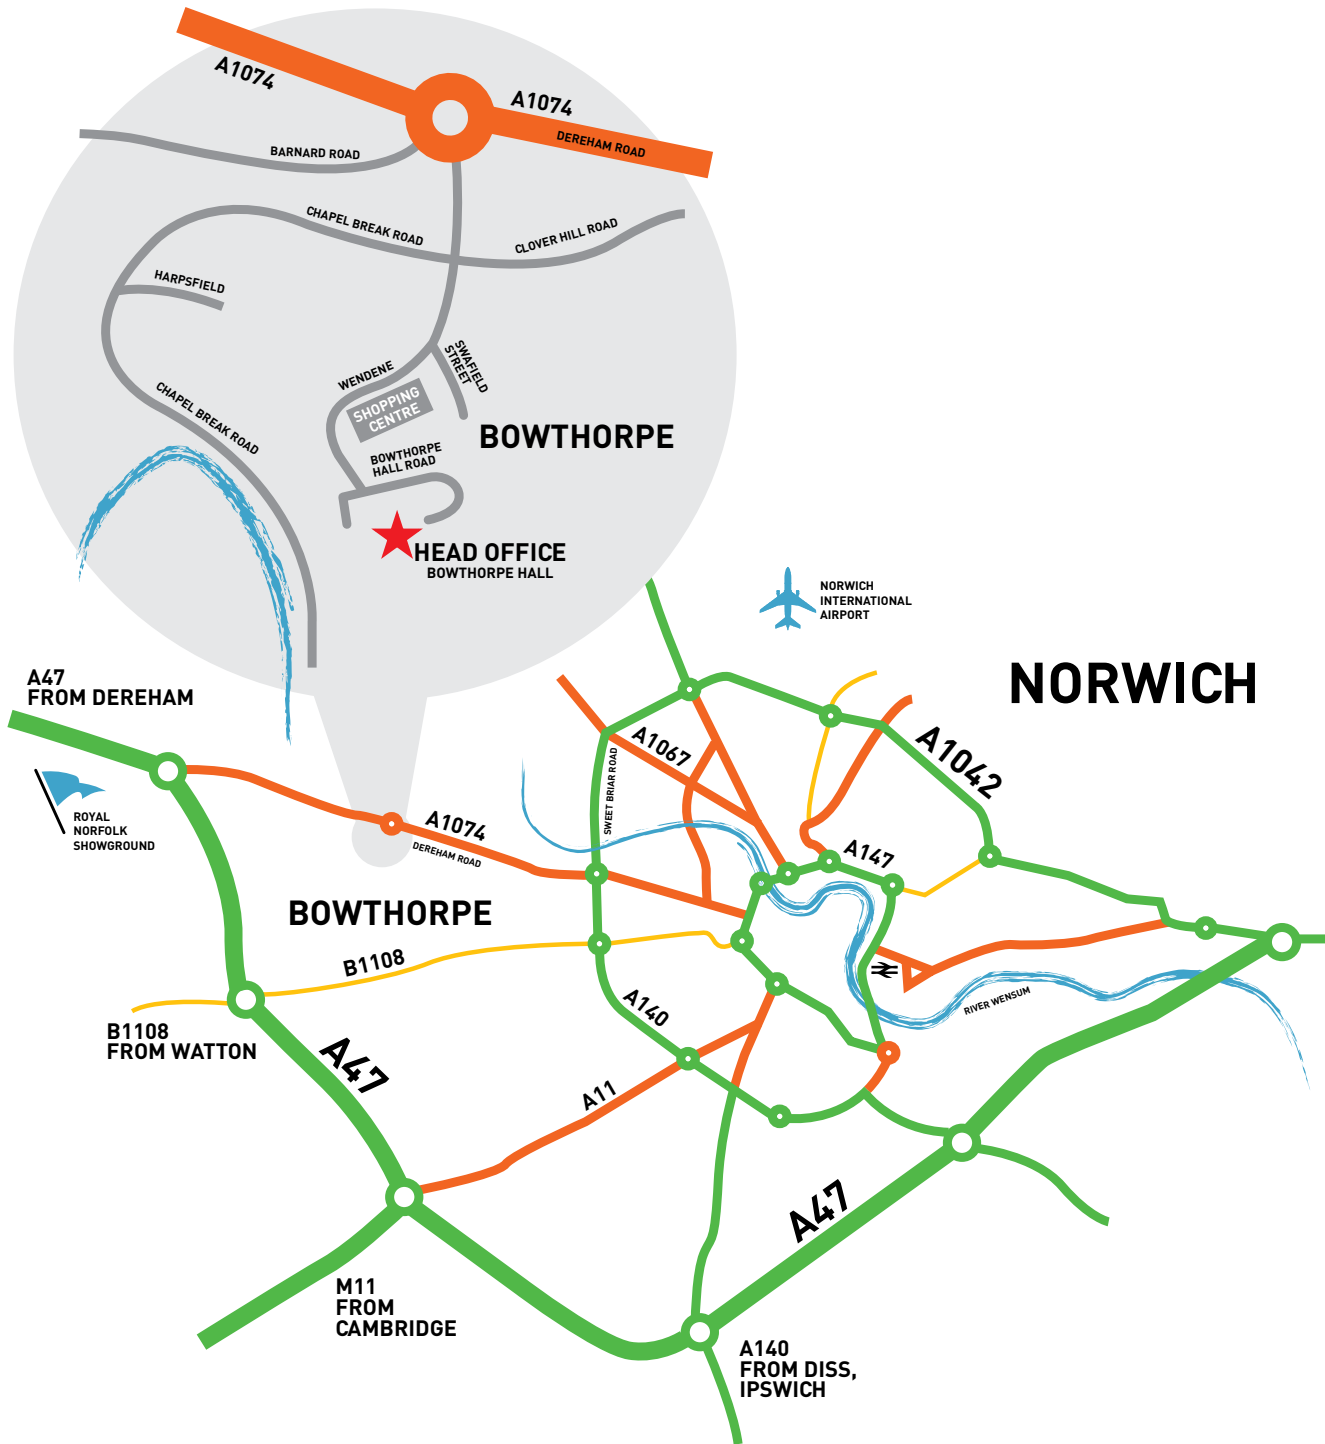 A1074
A1074
DEREHAM ROAD
BARNARD ROAD
CHAPEL BREAK ROAD
CLOVER HILL ROAD
HARPSFIELD
SWAFIELD
STREET
WENDENE
SHOPPING
CENTRE
CHAPEL BREAK ROAD
BOWTHORPE
BOWTHORPE
HALL ROAD
HEAD OFFICE
BOWTHORPE HALL
NORWICH
INTERNATIONAL
AIRPORT
NORWICH
A47
FROM DEREHAM
ROYAL
NORFOLK
SHOWGROUND
A1067
SWEET BRIAR ROAD
A1042
A1074
DEREHAM ROAD
A147
BOWTHORPE
B1108
RIVER WENSUM
A140
B1108
FROM WATTON
A47
A11
A47
M11
FROM
CAMBRIDGE
A140
FROM DISS,
IPSWICH